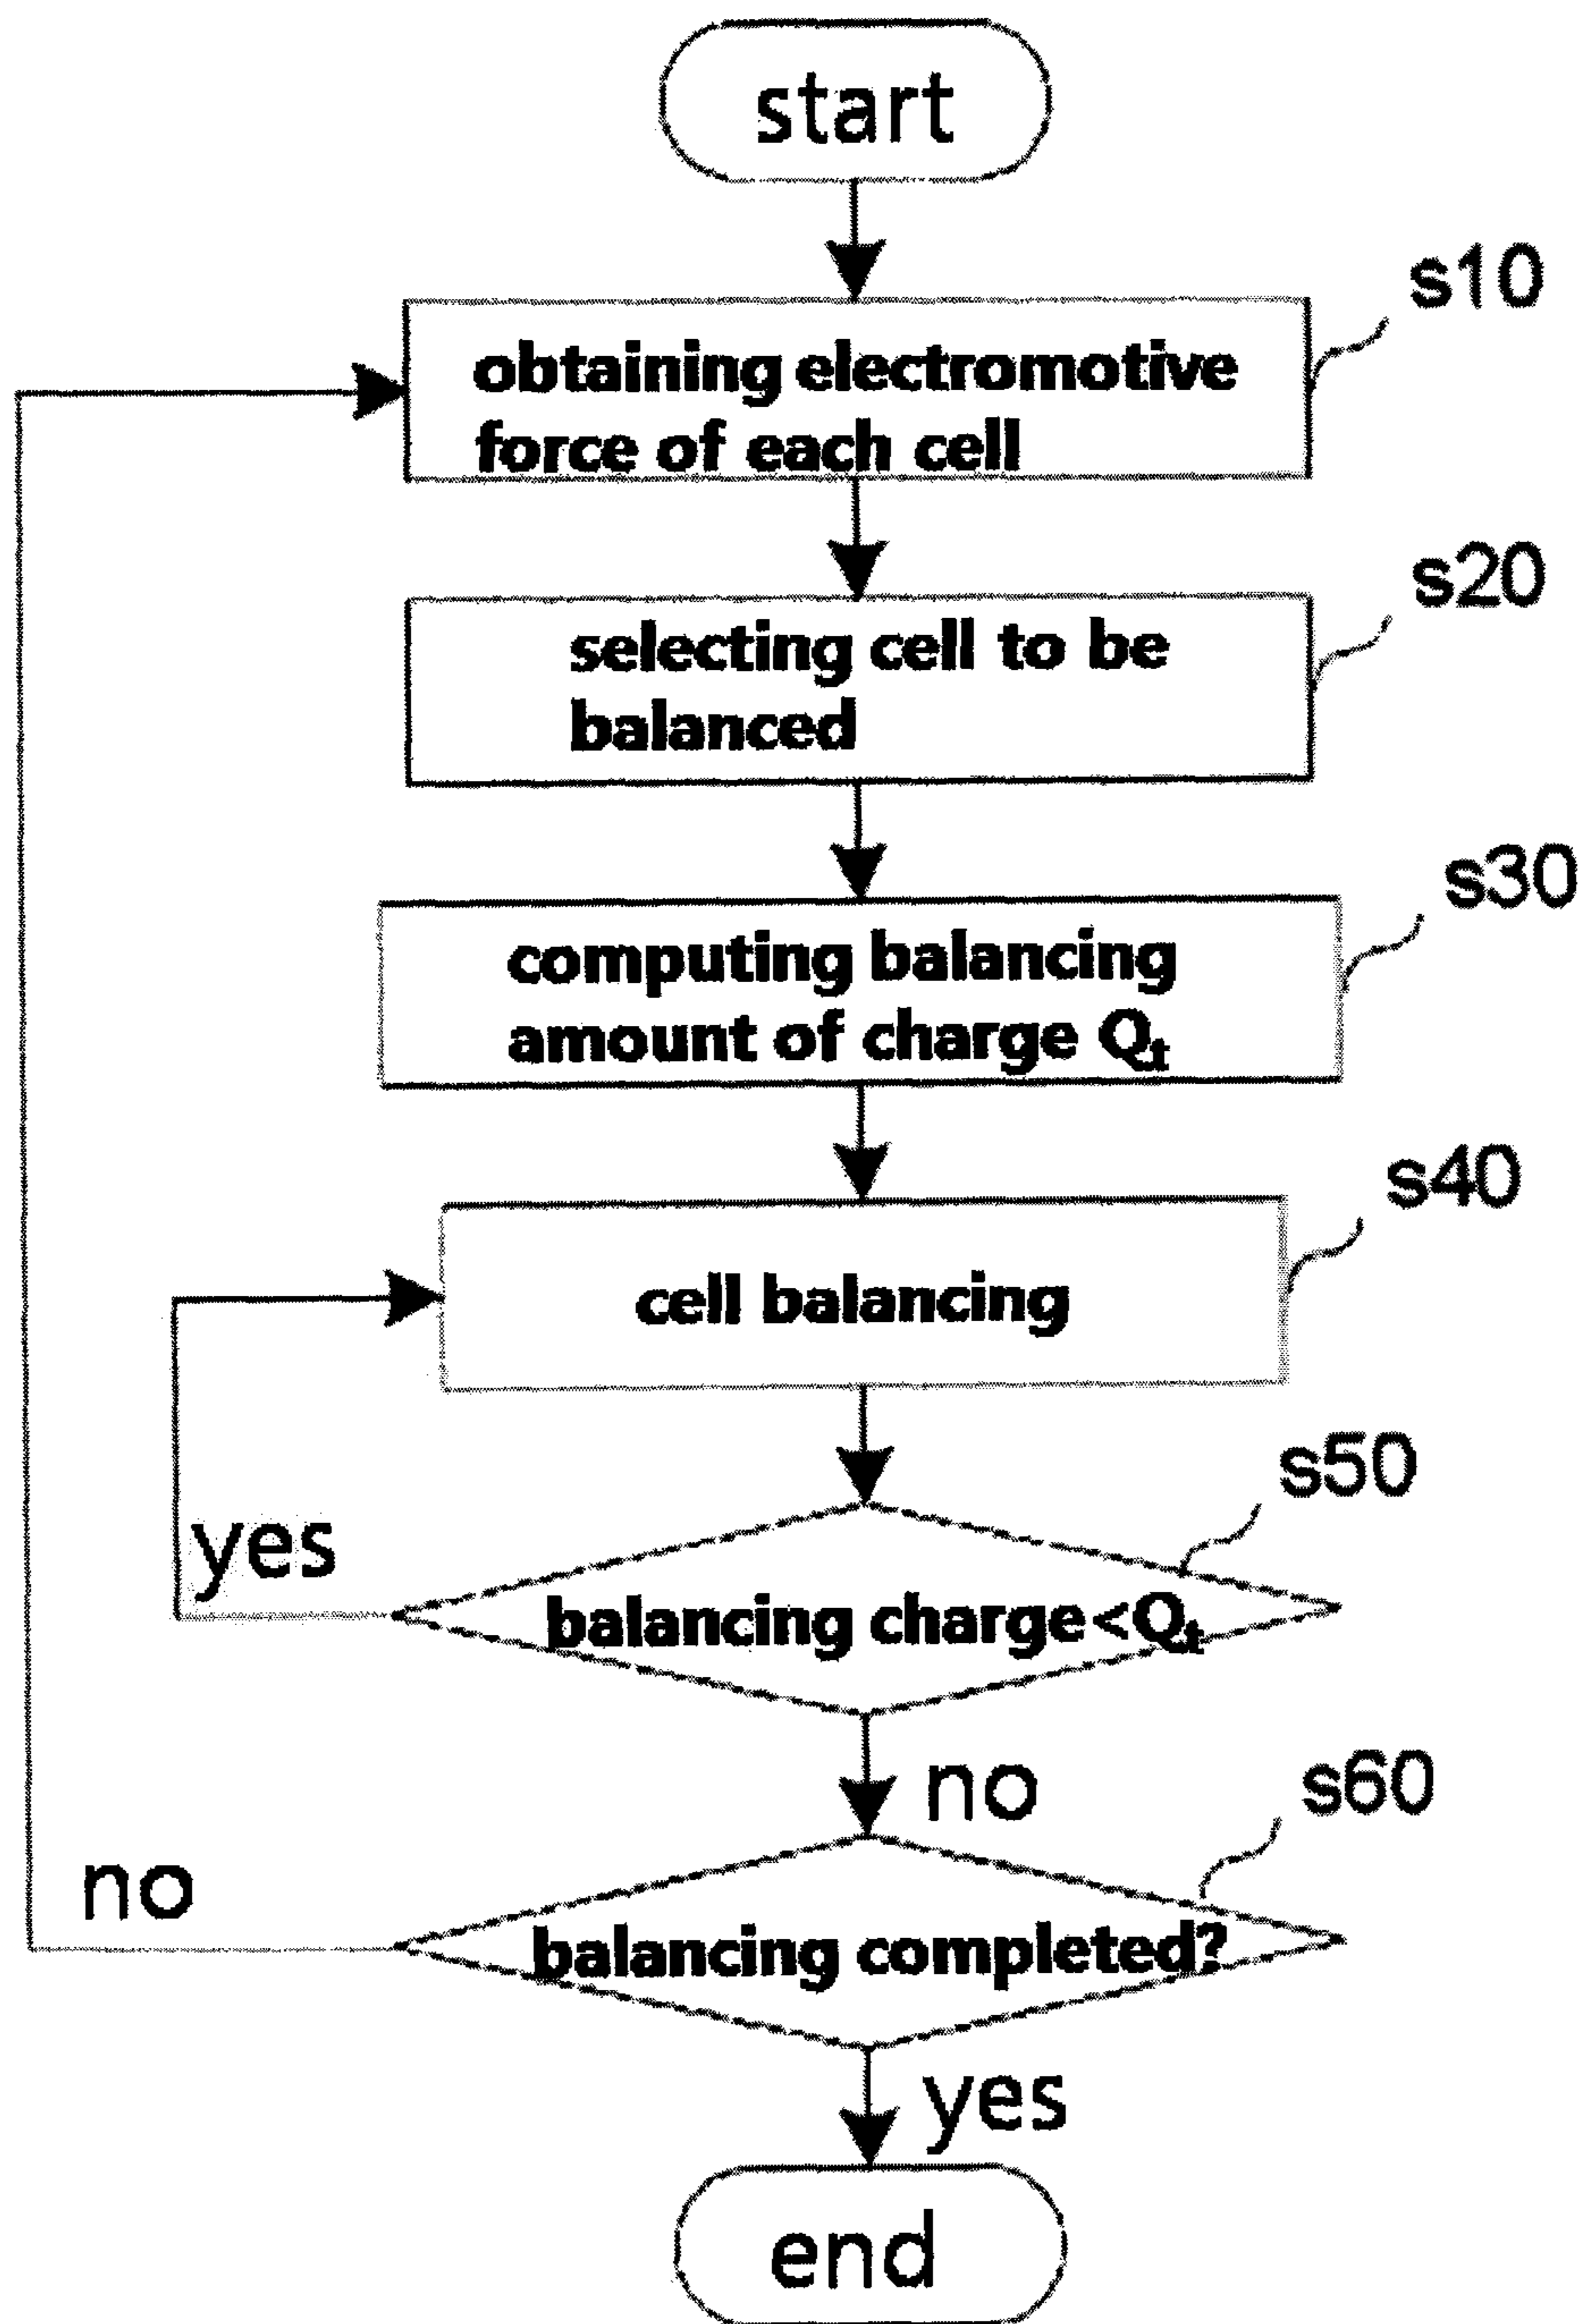 start
s10
obtaining electromotive
force of each cell
s20
selecting cell to be
balanced
s30
computing balancing
amount of charge Qt
s40
cell balancing
s50
yes
balancing charge<Qt
no
s60
no
balancing completed?
yes
end